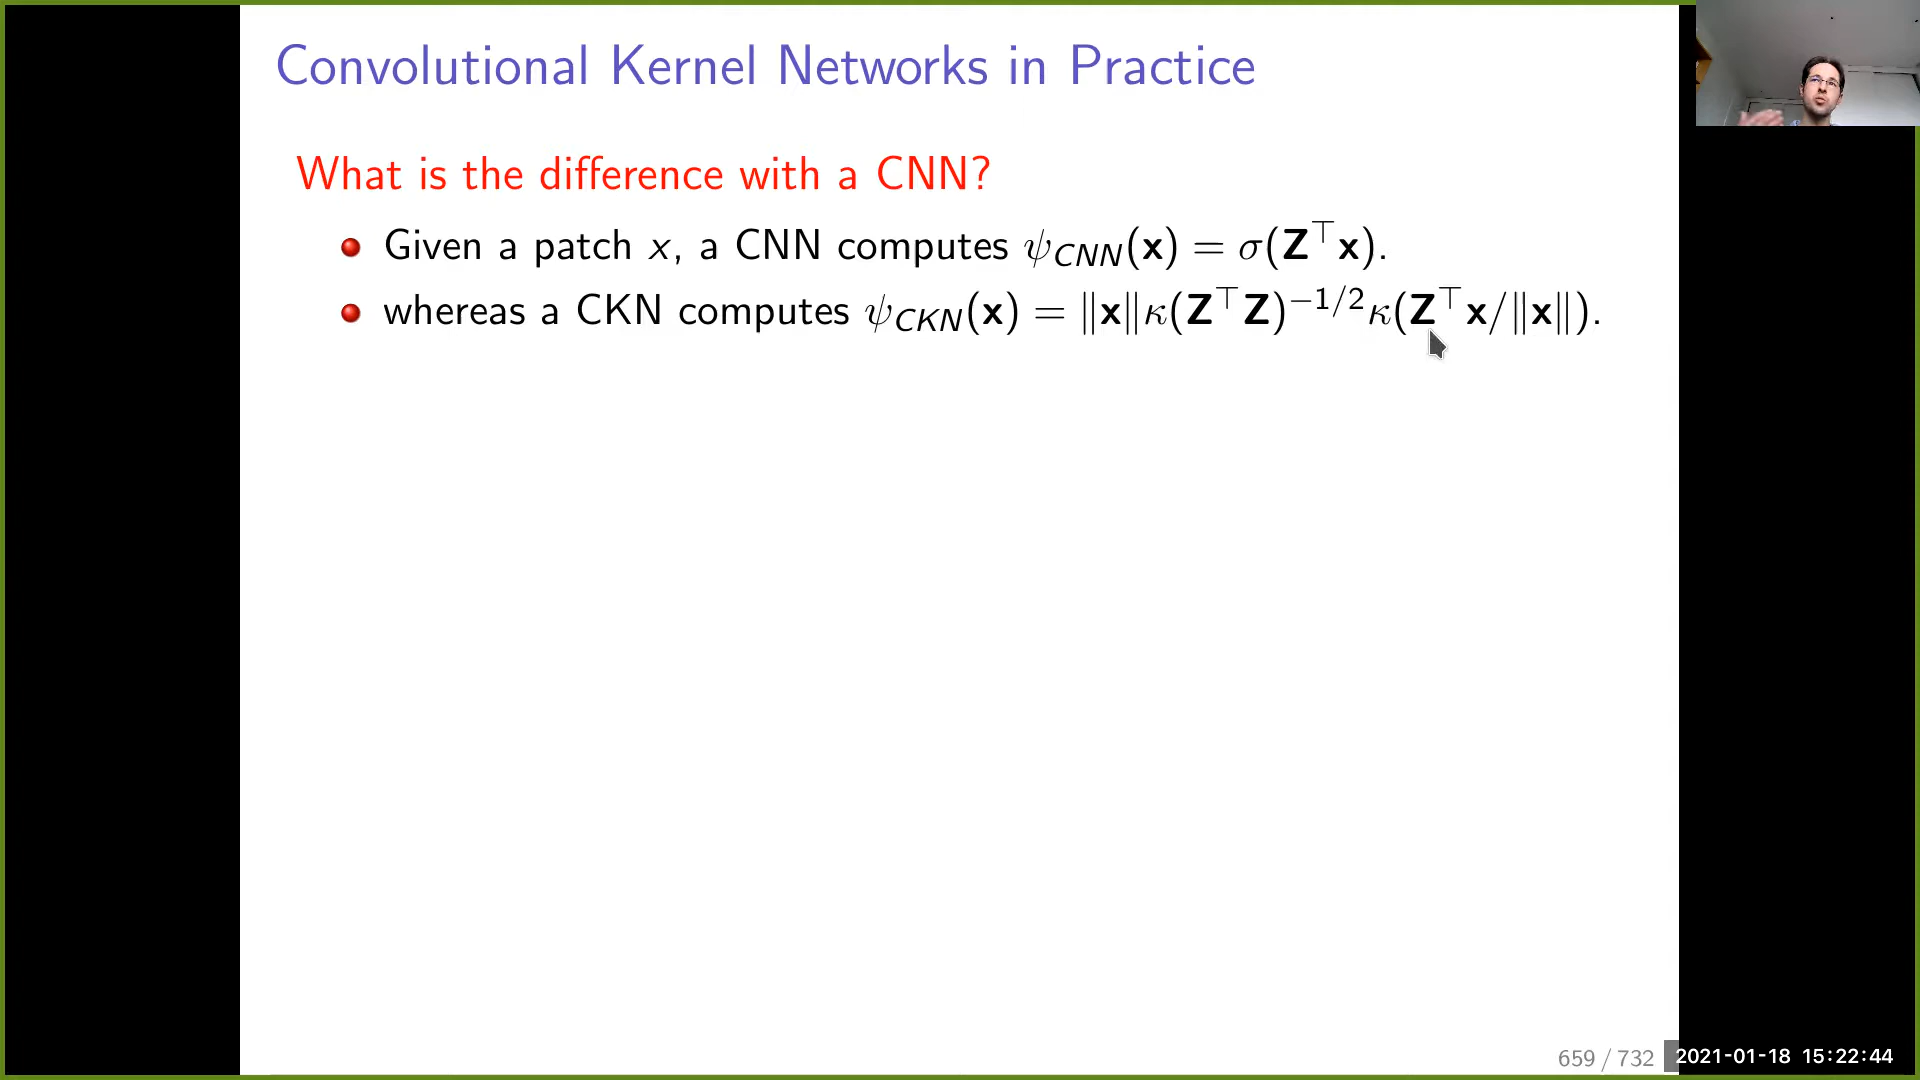 Convolutional Kernel Networks in Practice
What is the difference with a CNN?
Given a patch x, a CNN computes ψ_CNN(x) = σ(Z^⊤x).
whereas a CKN computes ψ_CKN(x) = ‖x‖κ(Z^⊤Z)^{−1/2}κ(Z^⊤x/‖x‖).
659 / 732
2021-01-18 15:22:44